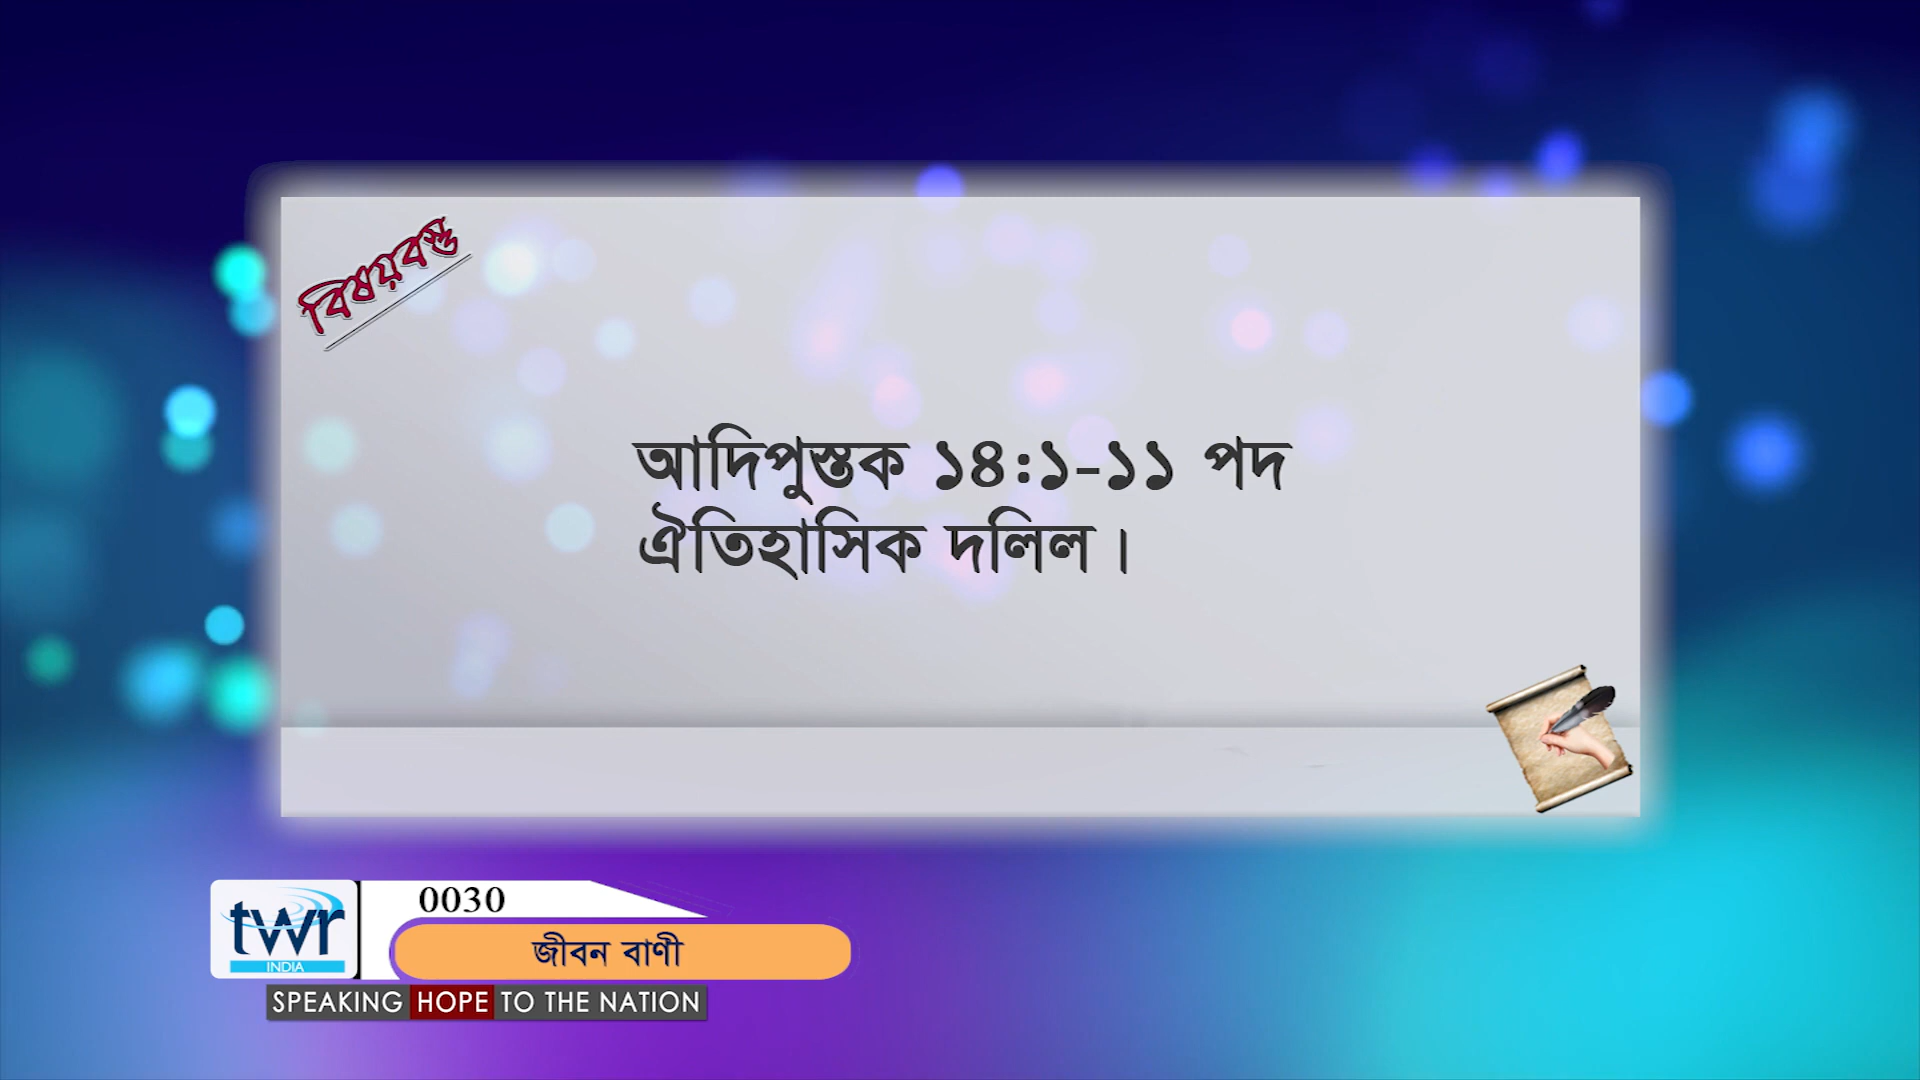 বিষয়বস্তু
আদিপুস্তক ১৪:১-১১ পদ
ঐতিহাসিক দলিল।
twr
INDIA
0030
জীবন বাণী
SPEAKING HOPE TO THE NATION